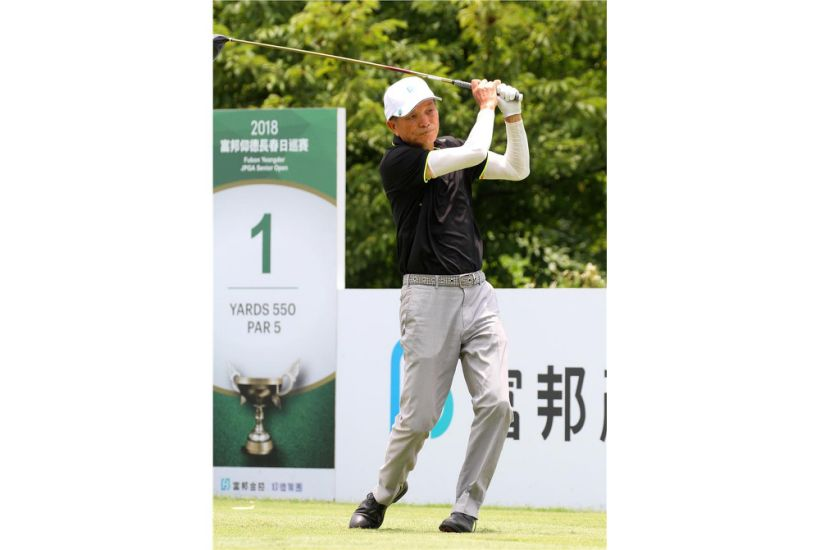 2018
富邦仰德長春日巡賽
Fubon Yeangder
JPGA Senior Open
1
YARDS 550
PAR 5
富邦金控 仰德集團
富邦